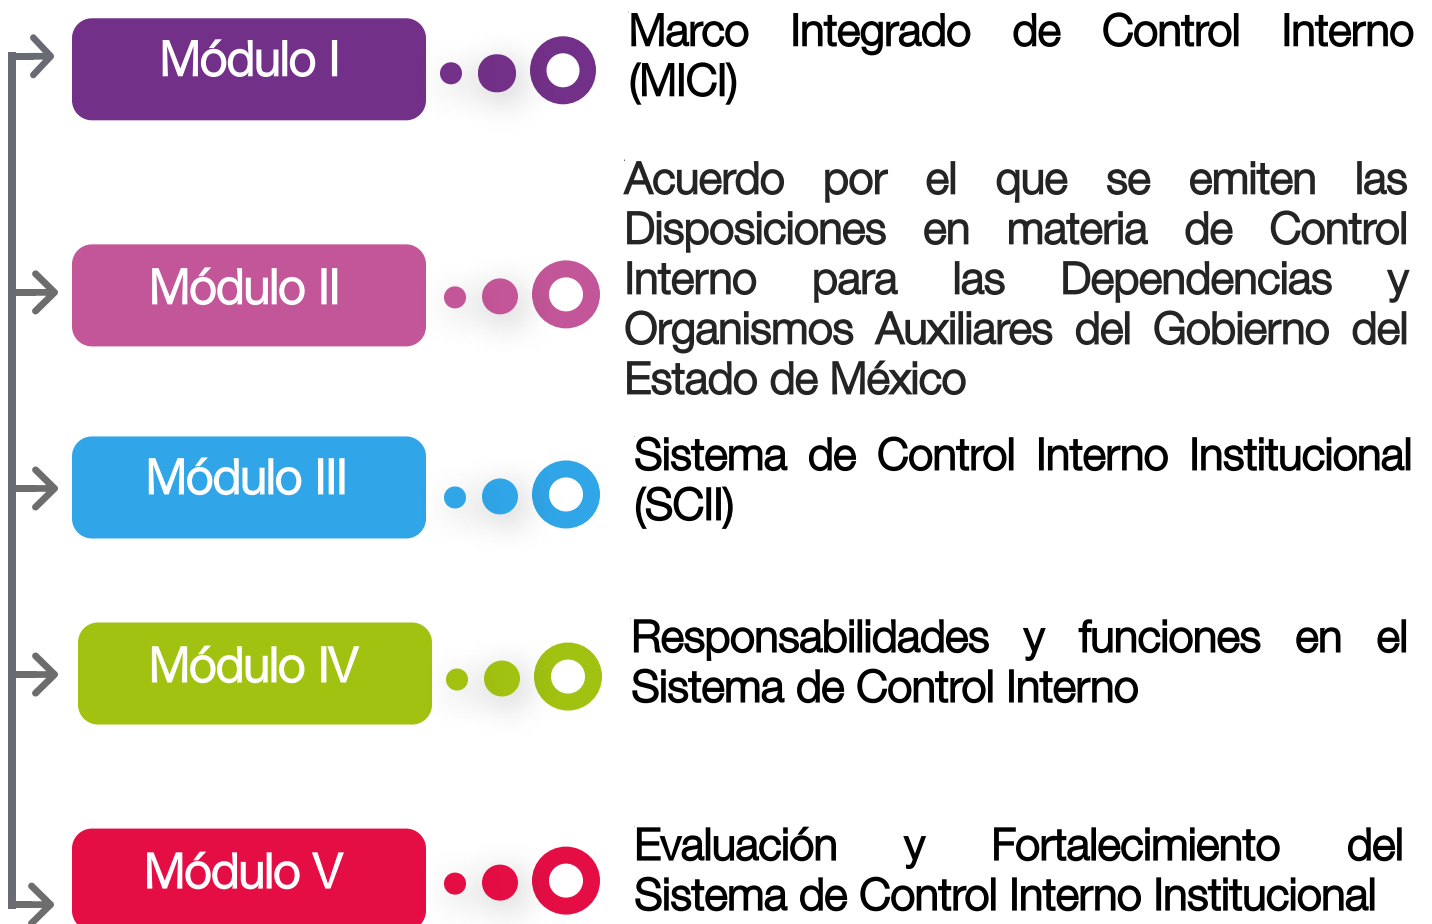 Módulo I
Marco Integrado de Control Interno
(MICI)
Módulo II
Acuerdo por el que se emiten las
Disposiciones en materia de Control
Interno para las Dependencias y
Organismos Auxiliares del Gobierno del
Estado de México
Módulo III
Sistema de Control Interno Institucional
(SCII)
Módulo IV
Responsabilidades y funciones en el
Sistema de Control Interno
Módulo V
Evaluación y Fortalecimiento del
Sistema de Control Interno Institucional